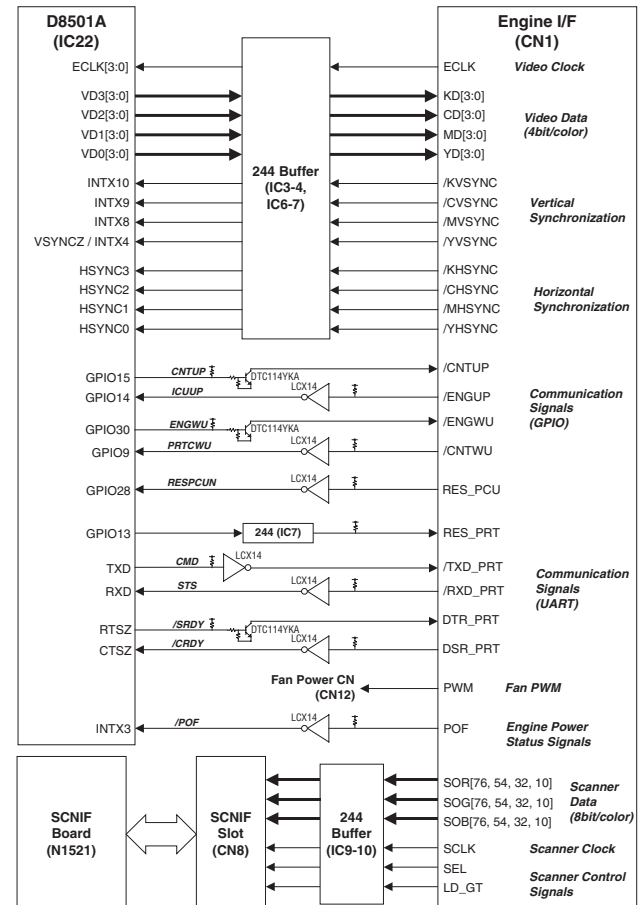 D8501A
(IC22)
Engine I/F
(CN1)
ECLK[3:0]
ECLK
Video Clock
VD3[3:0]
KD[3:0]
VD2[3:0]
CD[3:0]
VD1[3:0]
MD[3:0]
VD0[3:0]
YD[3:0]
Video Data
(4bit/color)
244 Buffer
(IC3-4,
IC6-7)
INTX10
/KVSYNC
INTX9
/CVSYNC
INTX8
/MVSYNC
VSYNCZ / INTX4
/YVSYNC
Vertical
Synchronization
HSYNC3
/KHSYNC
HSYNC2
/CHSYNC
HSYNC1
/MHSYNC
HSYNC0
/YHSYNC
Horizontal
Synchronization
GPIO15
CNTUP
DTC114YKA
/CNTUP
GPIO14
ICUUP
LCX14
/ENGUP
GPIO30
ENGWU
DTC114YKA
/ENGWU
GPIO9
PRTCWU
LCX14
/CNTWU
Communication
Signals
(GPIO)
GPIO28
RESPCUN
LCX14
RES_PCU
GPIO13
244 (IC7)
RES_PRT
TXD
CMD
LCX14
/TXD_PRT
RXD
STS
LCX14
/RXD_PRT
Communication
Signals
(UART)
RTSZ
/SRDY
DTC114YKA
DTR_PRT
CTSZ
/CRDY
LCX14
DSR_PRT
Fan Power CN
(CN12)
PWM
Fan PWM
INTX3
/POF
LCX14
POF
Engine Power
Status Signals
SCNIF
Board
(N1521)
SCNIF
Slot
(CN8)
244
Buffer
(IC9-10)
SOR[76, 54, 32, 10]
SOG[76, 54, 32, 10]
SOB[76, 54, 32, 10]
Scanner
Data
(8bit/color)
SCLK
Scanner Clock
SEL
LD_GT
Scanner Control
Signals